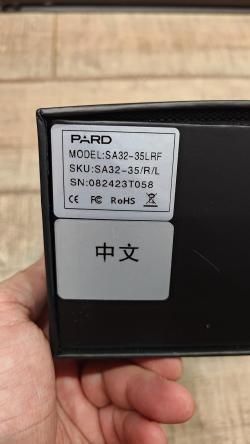 PARD
MODEL:SA32-35LRF
SKU:SA32-35/R/L
SN:082423T058
CE FC RoHS
中文